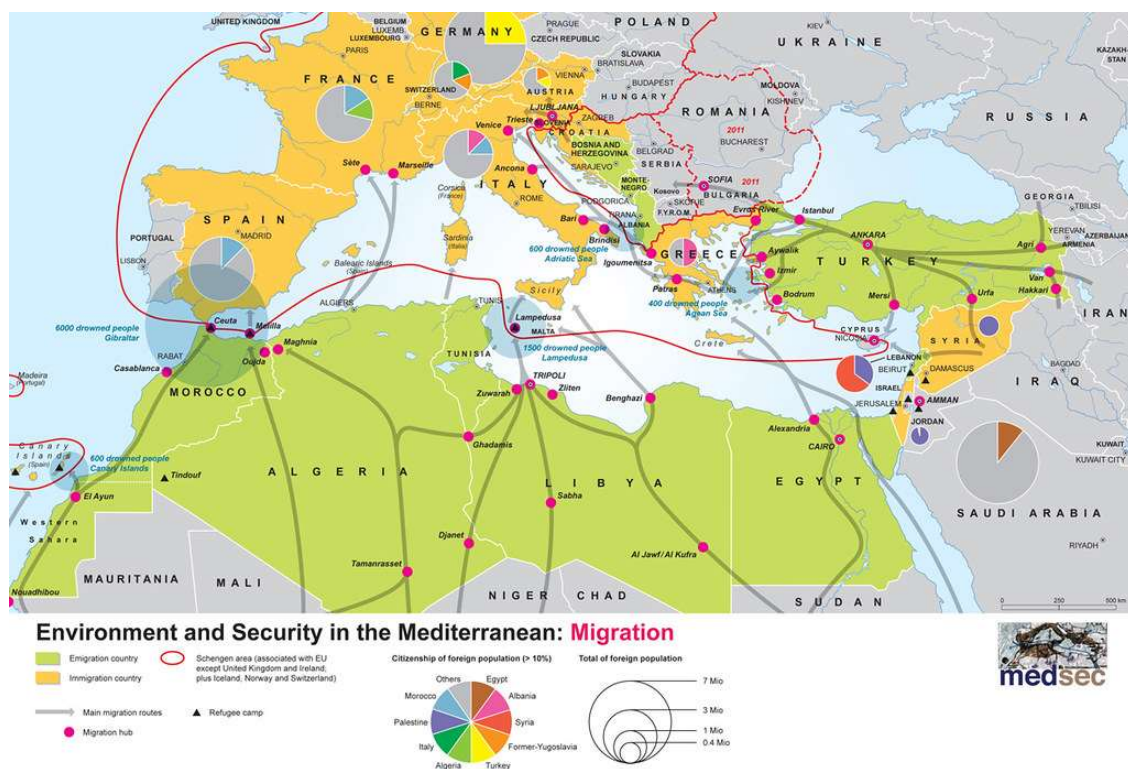 UNITED KINGDOM
BELGIUM
LUXEMB.
LUXEMBOURG
GERMANY
PRAGUE
CZECH REPUBLIC
POLAND
KIEV
UKRAINE
KAZAKH-
STAN
PARIS
FRANCE
SLOVAKIA
BRATISLAVA
VIENNA
AUSTRIA
BUDAPEST
HUNGARY
MOLDOVA
KISHINEV
SWITZERLAND
BERNE
LJUBLJANA
SLOVENIA
ZAGREB
CROATIA
ROMANIA
2011
BUCHAREST
RUSSIA
Venice
Trieste
BOSNIA AND
HERZEGOVINA
SARAJEVO
BELGRAD
SERBIA
Sète
Marseille
Ancona
ITALY
MONTE-
NEGRO
Kosovo
SOFIA
BULGARIA
2011
GEORGIA
TBILISI
Corsica
(France)
ROME
PODGORICA
SKOPJE
F.Y.R.O.M.
TIRANA
ALBANIA
Evros River
Istanbul
YEREVAN
ARMENIA
AZERBAIJAN
SPAIN
MADRID
PORTUGAL
LISBON
Bari
Brindisi
600 drowned people
Adriatic Sea
Igoumenitsa
GREECE
ANKARA
TURKEY
Agri
Van
Hakkari
Sardinia
(Italia)
Balearic Islands
(Spain)
Aywalik
Izmir
Patras
ATHENS
Bodrum
Mersi
Urfa
IRAN
Sicily
400 drowned people
Agean Sea
ALGIERS
TUNIS
Lampedusa
MALTA
1500 drowned people
Lampedusa
Crete
CYPRUS
NICOSIA
SYRIA
6000 drowned people
Gibraltar
Ceuta
Melilla
Maghnia
Oujda
RABAT
Casablanca
MOROCCO
TUNISIA
TRIPOLI
Zuwarah
Zliten
Benghazi
LEBANON
BEIRUT
DAMASCUS
BAGDAD
IRAQ
ISRAEL
JERUSALEM
AMMAN
JORDAN
Alexandria
CAIRO
Madeira
(Portugal)
Canary
Islands
(Spain)
600 drowned people
Canary Islands
Tindouf
Ghadamis
ALGERIA
LIBYA
EGYPT
KUWAIT
KUWAIT CITY
El Ayun
Western
Sahara
Sabha
SAUDI ARABIA
RIYADH
Djanet
Al Jawf / Al Kufra
Tamanrasset
MAURITANIA
MALI
NIGER
CHAD
SUDAN
Nouadhibou
0 250 500 km
Environment and Security in the Mediterranean: Migration
Emigration country
Immigration country
Main migration routes
Migration hub
Schengen area (associated with EU
except United Kingdom and Ireland;
plus Iceland, Norway and Switzerland)
Refugee camp
Citizenship of foreign population (> 10%)
Others
Egypt
Morocco
Albania
Palestine
Syria
Italy
Former-Yugoslavia
Algeria
Turkey
Total of foreign population
7 Mio
3 Mio
1 Mio
0.4 Mio
medsec